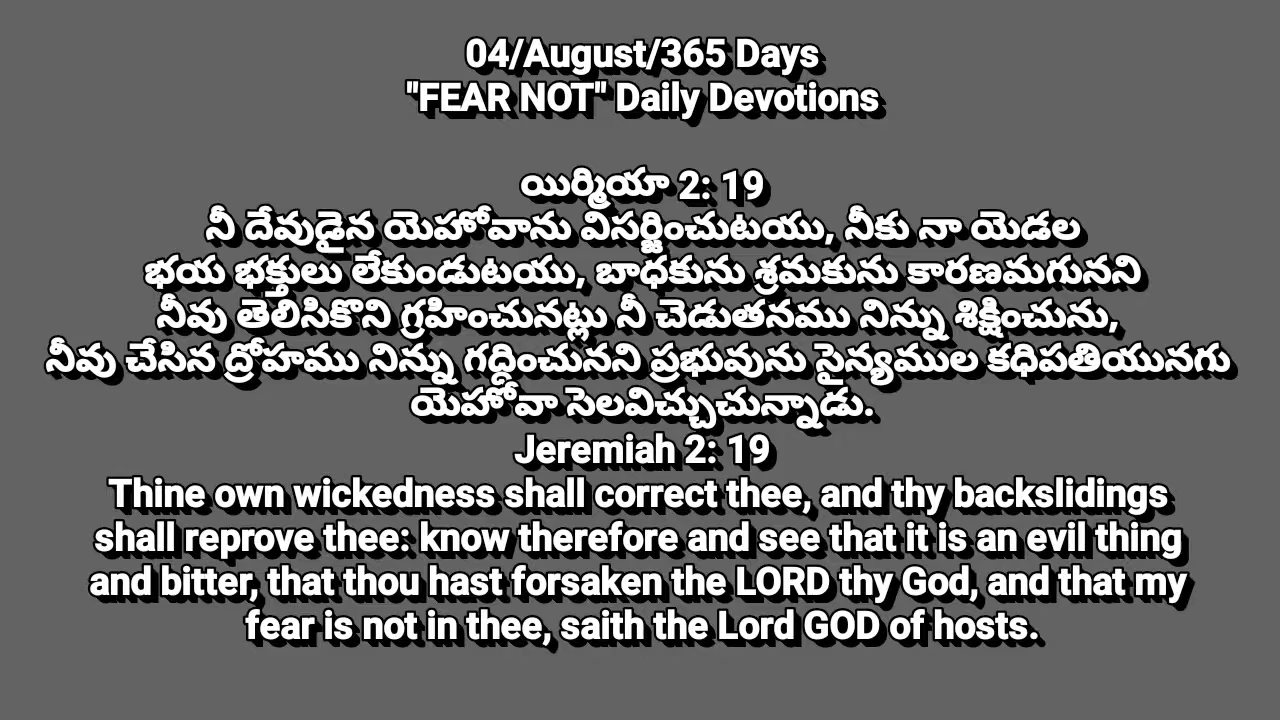 04/August/365 Days
"FEAR NOT" Daily Devotions
యిర్మియా 2: 19
నీ దేవుడైన యెహోవాను విసర్జించుటయు, నీకు నా యెడల
భయ భక్తులు లేకుండుటయు, బాధకును శ్రమకును కారణమగునని
నీవు తెలిసికొని గ్రహించునట్లు నీ చెడుతనము నిన్ను శిక్షించును,
నీవు చేసిన ద్రోహము నిన్ను గద్దించునని ప్రభువును సైన్యముల కధిపతియునగు
యెహోవా సెలవిచ్చుచున్నాడు.
Jeremiah 2: 19
Thine own wickedness shall correct thee, and thy backslidings
shall reprove thee: know therefore and see that it is an evil thing
and bitter, that thou hast forsaken the LORD thy God, and that my
fear is not in thee, saith the Lord GOD of hosts.